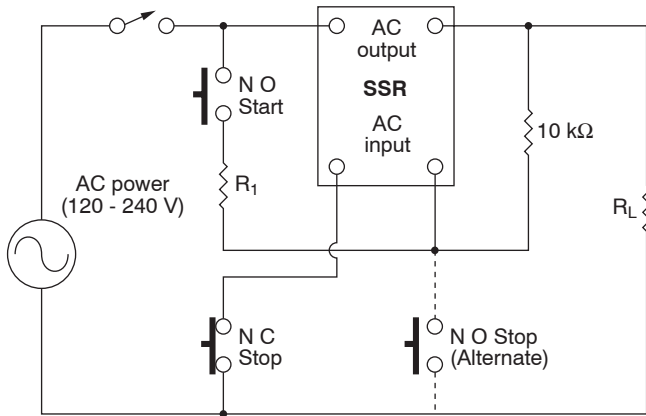 AC
output
SSR
AC
input
N O
Start
R1
10 kΩ
AC power
(120 - 240 V)
RL
N C
Stop
N O Stop
(Alternate)